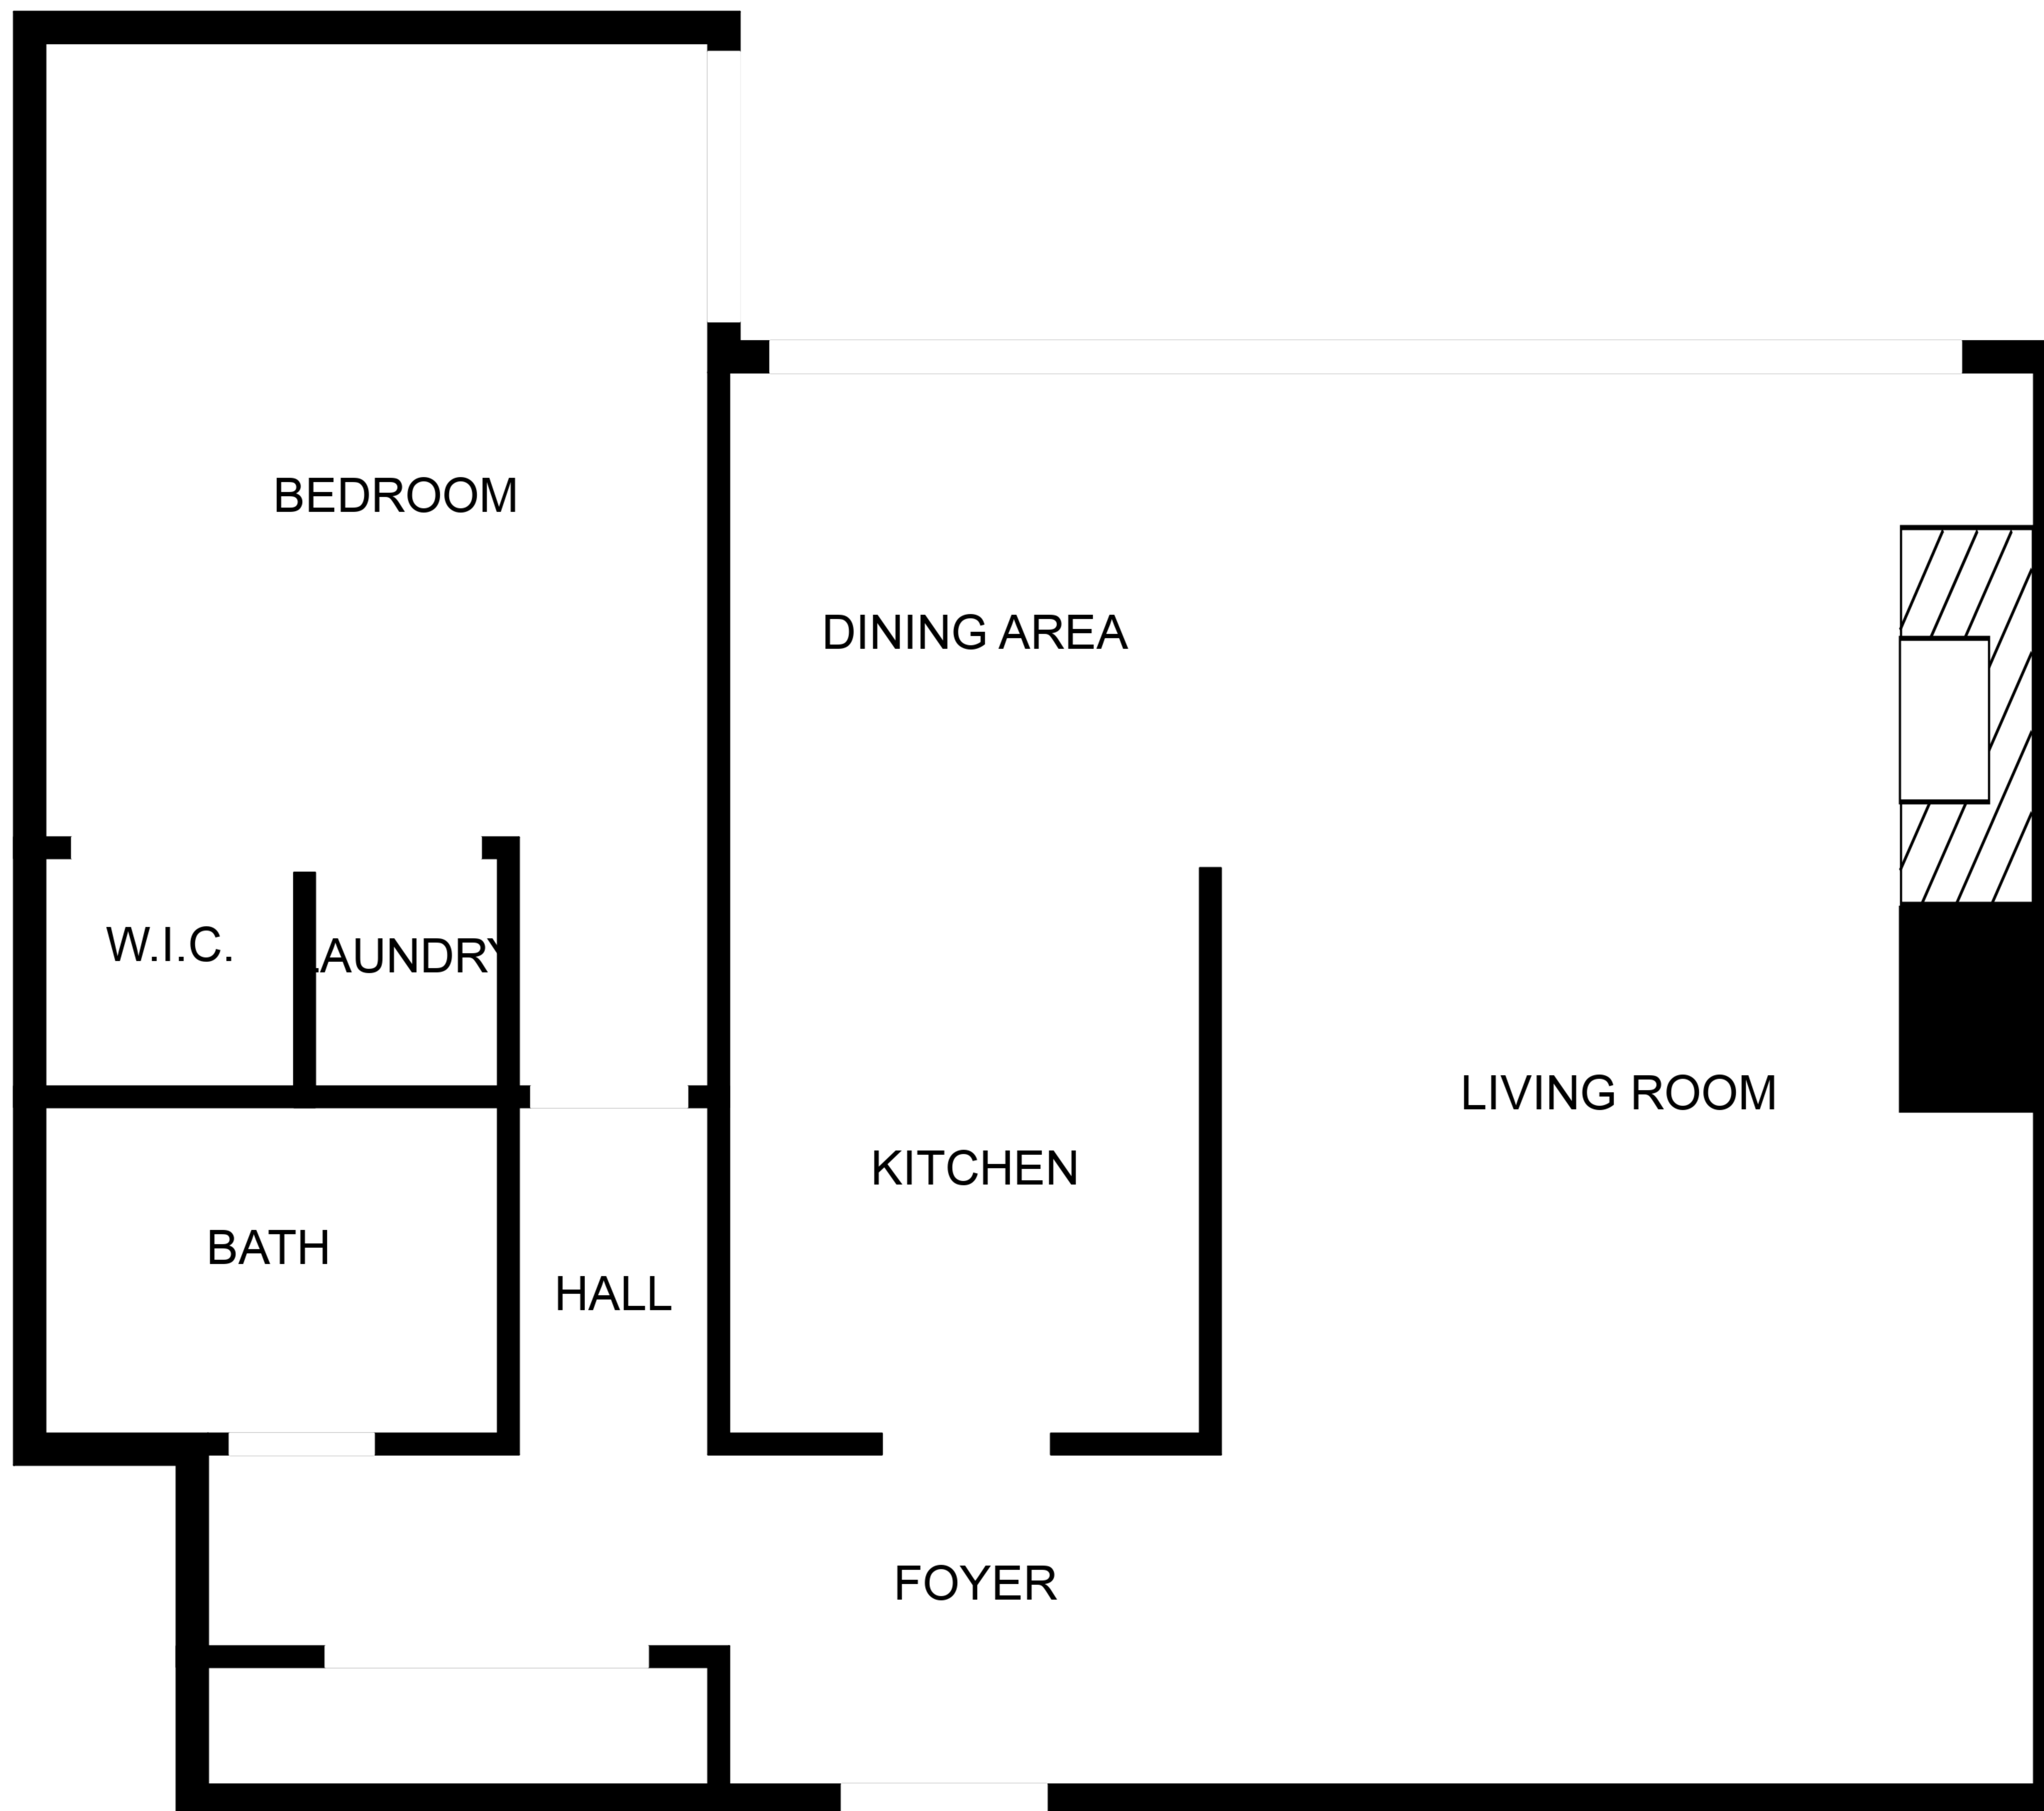 BEDROOM
DINING AREA
W.I.C.
LAUNDRY
LIVING ROOM
KITCHEN
BATH
HALL
FOYER